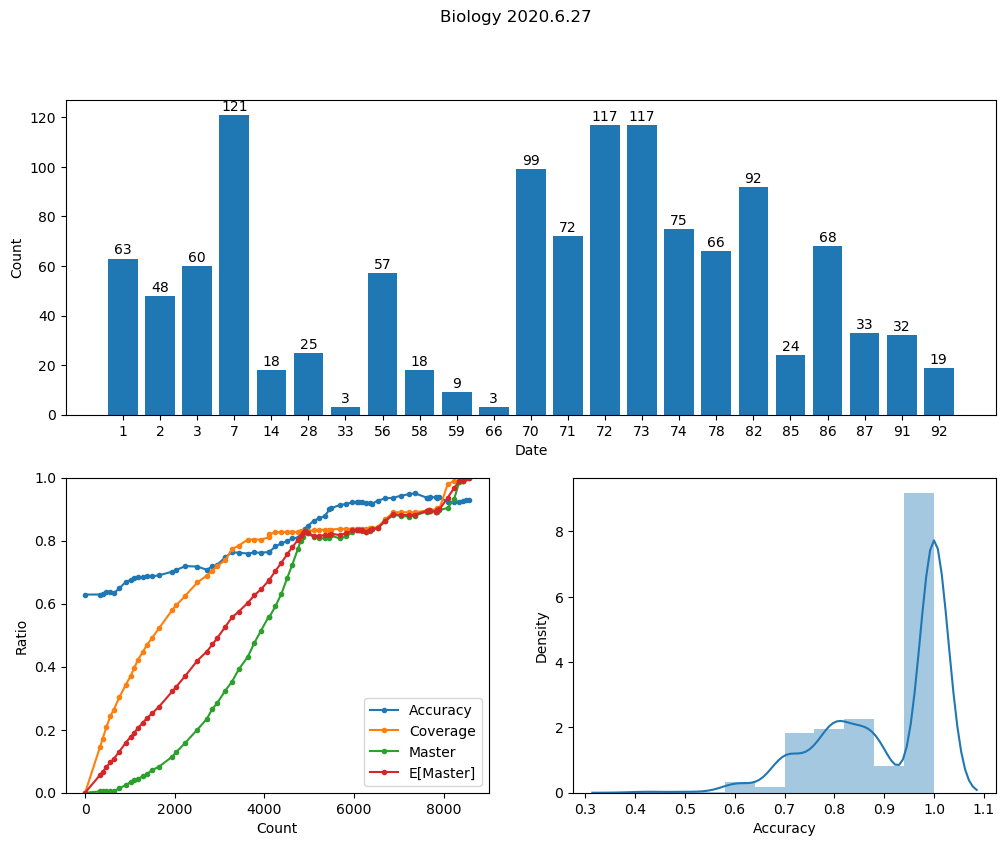 Biology 2020.6.27
120
100
80
60
40
20
0
Count
63 48 60 121 18 25 3 57 18 9 3 99 72 117 117 75 66 92 24 68 33 32 19
1 2 3 7 14 28 33 56 58 59 66 70 71 72 73 74 78 82 85 86 87 91 92
Date
1.0
0.8
0.6
0.4
0.2
0.0
Ratio
Accuracy
Coverage
Master
E[Master]
0 2000 4000 6000 8000
Count
8
6
4
2
0
Density
0.3 0.4 0.5 0.6 0.7 0.8 0.9 1.0 1.1
Accuracy